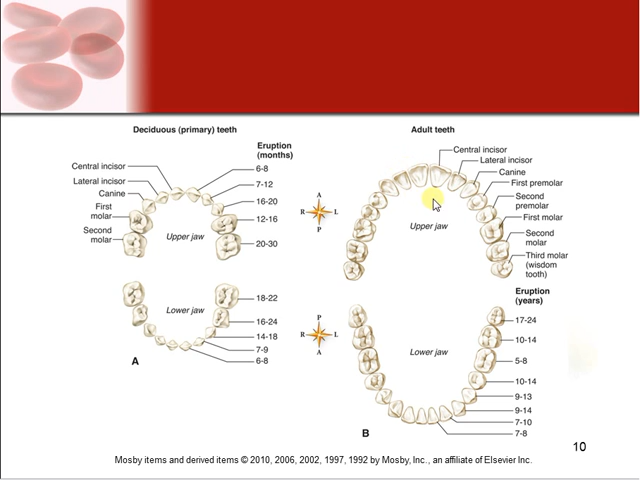 Deciduous (primary) teeth
Eruption
(months)
Central incisor
Lateral incisor
Canine
First
molar
Second
molar
6-8
7-12
16-20
12-16
20-30
Upper jaw
Lower jaw
18-22
16-24
14-18
7-9
6-8
A
A
R
L
P
P
R
L
A
Adult teeth
Central incisor
Lateral incisor
Canine
First premolar
Second
premolar
First molar
Second
molar
Third molar
(wisdom
tooth)
Upper jaw
Eruption
(years)
Lower jaw
17-24
10-14
5-8
10-14
9-13
9-14
7-10
7-8
B
10
Mosby items and derived items © 2010, 2006, 2002, 1997, 1992 by Mosby, Inc., an affiliate of Elsevier Inc.